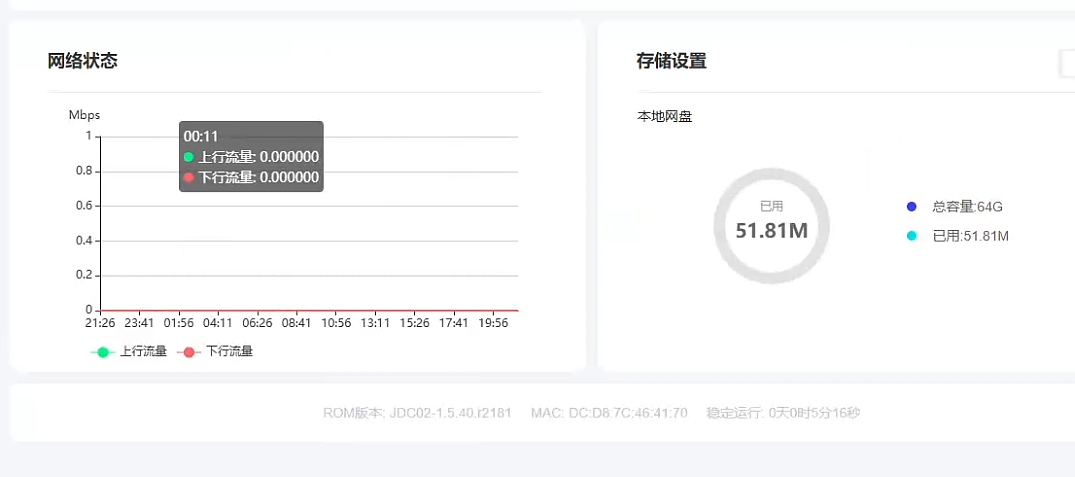 网络状态
Mbps
1
0.8
0.6
0.4
0.2
0
00:11
上行流量: 0.000000
下行流量: 0.000000
21:26 23:41 01:56 04:11 06:26 08:41 10:56 13:11 15:26 17:41 19:56
上行流量 下行流量
存储设置
本地网盘
已用
51.81M
总容量:64G
已用:51.81M
ROM版本: JDC02-1.5.40.r2181 MAC: DC:D8:7C:46:41:70 稳定运行: 0天0时5分16秒